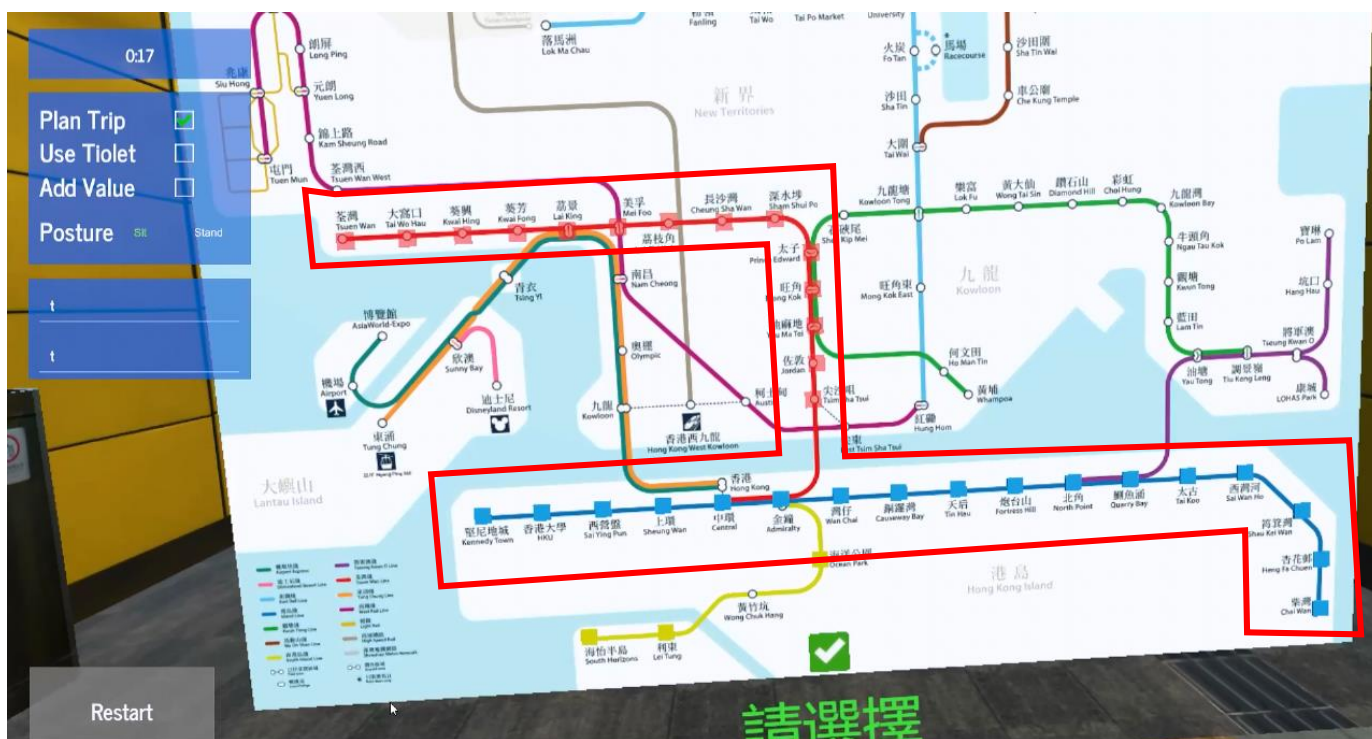 0:17
Plan Trip
Use Tiolet
Add Value
Posture Sit Stand
t
t
Restart
落馬洲
Lok Ma Chau
Fanling
Tai Wo
Tai Po Market
University
火炭
Fo Tan
馬場
Racecourse
沙田圍
Sha Tin Wai
沙田
Sha Tin
車公廟
Che Kung Temple
大圍
Tai Wai
新界
New Territories
朗屏
Long Ping
兆康
Siu Hong
元朗
Yuen Long
錦上路
Kam Sheung Road
屯門
Tuen Mun
荃灣西
Tsuen Wan West
荃灣
Tsuen Wan
大窩口
Tai Wo Hau
葵興
Kwai Hing
葵芳
Kwai Fong
荔景
Lai King
美孚
Mei Foo
荔枝角
長沙灣
Cheung Sha Wan
深水埗
Sham Shui Po
太子
旺角
佐敦
Jordan
尖沙咀
Tsim Sha Tsui
九龍塘
Kowloon Tong
樂富
Lok Fu
黃大仙
Wong Tai Sin
鑽石山
Diamond Hill
彩虹
Choi Hung
九龍灣
Kowloon Bay
牛頭角
Ngau Tau Kok
觀塘
Kwun Tong
藍田
Lam Tin
油塘
Yau Tong
調景嶺
Tiu Keng Leng
將軍澳
Tseung Kwan O
坑口
Hang Hau
寶琳
Po Lam
康城
LOHAS Park
九龍
Kowloon
旺角東
Mong Kok East
何文田
Ho Man Tin
黃埔
Whampoa
紅磡
Hung Hom
East Tsim Sha Tsui
南昌
Nam Cheong
奧運
Olympic
九龍
Kowloon
香港西九龍
Hong Kong West Kowloon
青衣
Tsing Yi
博覽館
AsiaWorld-Expo
機場
Airport
欣澳
Sunny Bay
迪士尼
Disneyland Resort
東涌
Tung Chung
大嶼山
Lantau Island
香港
Hong Kong
堅尼地城
Kennedy Town
香港大學
HKU
西營盤
Sai Ying Pun
上環
Sheung Wan
中環
Central
金鐘
Admiralty
灣仔
Wan Chai
銅鑼灣
Causeway Bay
天后
Tin Hau
炮台山
Fortress Hill
北角
North Point
鰂魚涌
Quarry Bay
太古
Tai Koo
西灣河
Sai Wan Ho
筲箕灣
Shau Kei Wan
杏花邨
Heng Fa Chuen
柴灣
Chai Wan
海洋公園
Ocean Park
黃竹坑
Wong Chuk Hang
利東
Lei Tung
海怡半島
South Horizons
港島
Hong Kong Island
請選擇